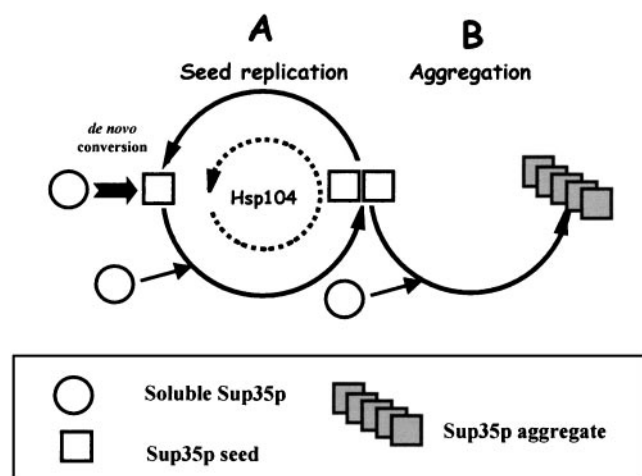 A
Seed replication
B
Aggregation
de novo
conversion
Hsp104
Soluble Sup35p
Sup35p seed
Sup35p aggregate